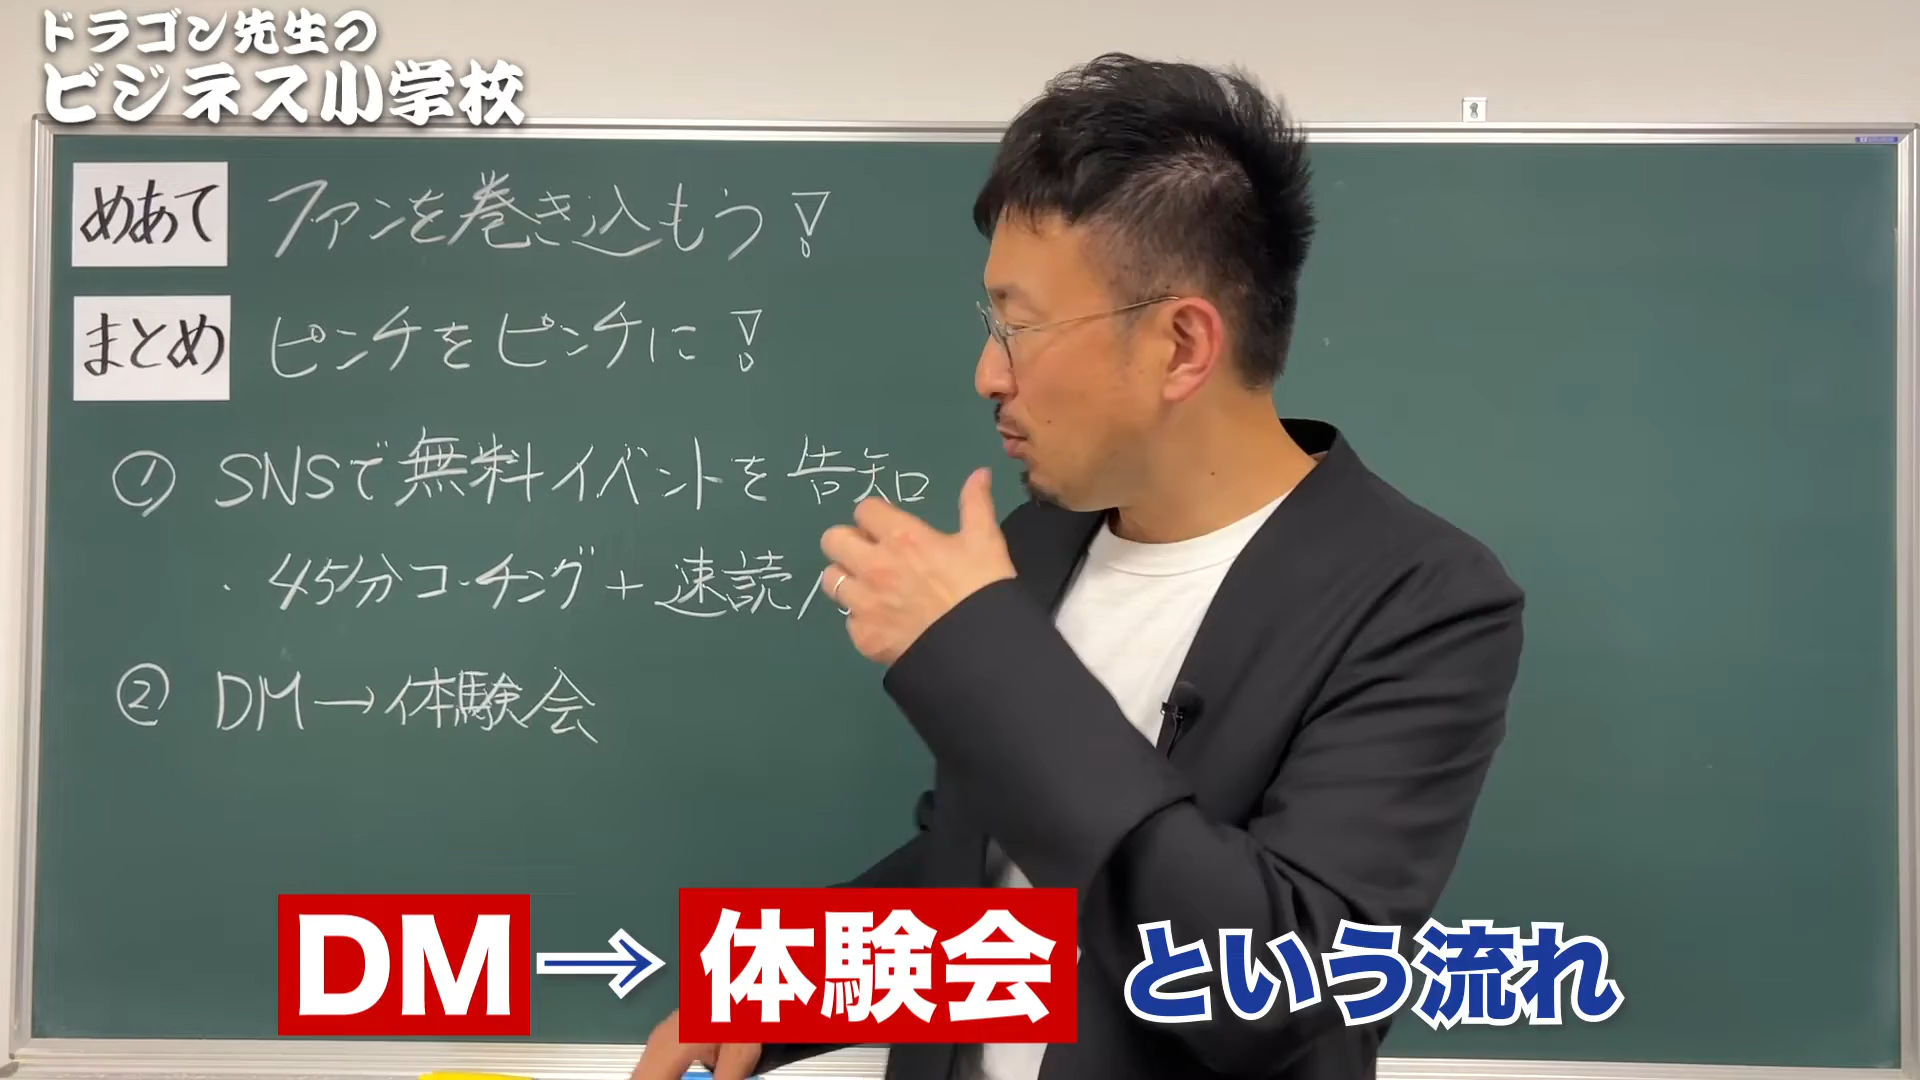 ドラゴン先生の
ビジネス小学校
めあて ファンを巻き込もう!
まとめ ピンチをピンチに!
① SNSで無料イベントを告知
・45分コーチング+速読
② DM→体験会
DM→体験会という流れ